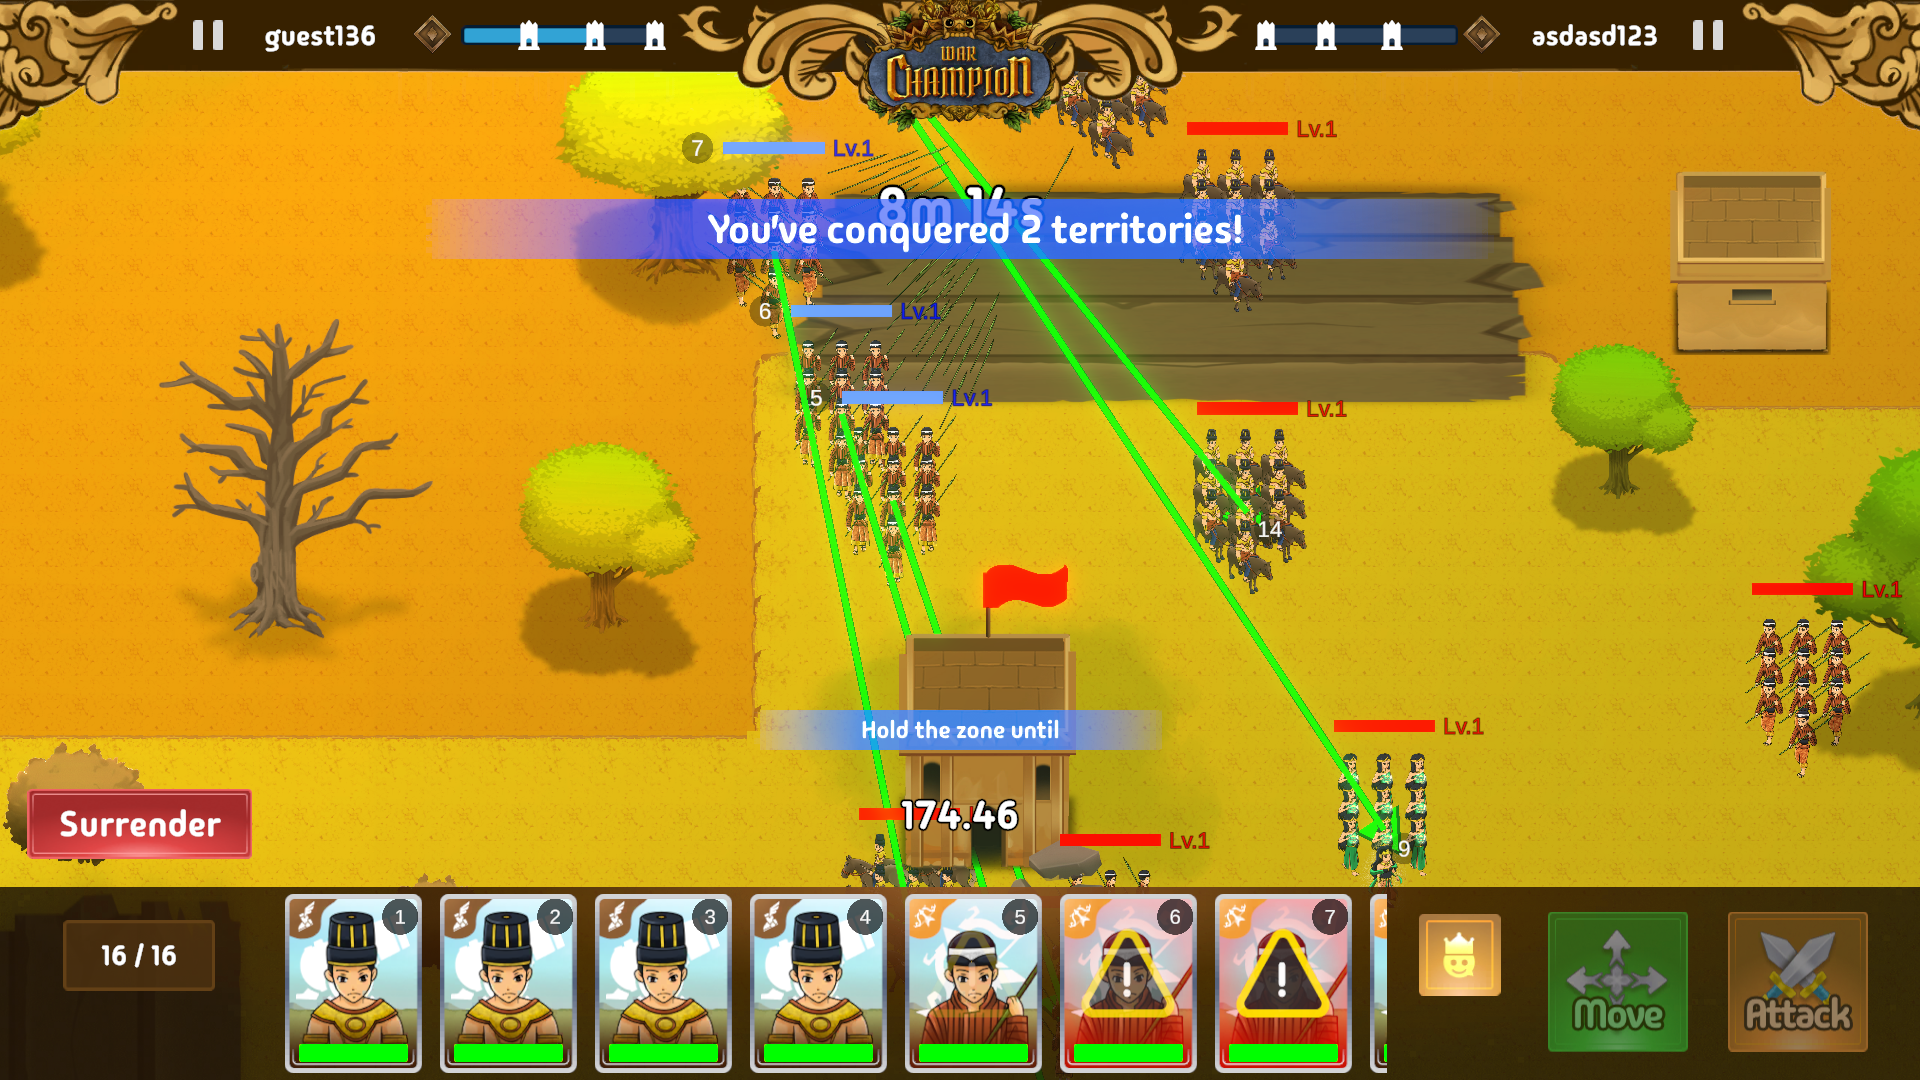 guest136
WAR
CHAMPION
asdasd123
7 Lv.1
Lv.1
8m 14s
You've conquered 2 territories!
6 Lv.1
5 Lv.1
Lv.1
14
Lv.1
Lv.1
Hold the zone until
174.46
Lv.1
9
Surrender
16 / 16
1
2
3
4
5
6
7
Move
Attack